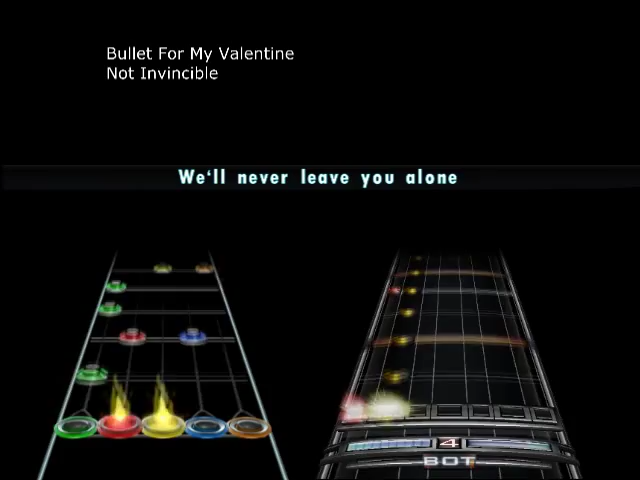 Bullet For My Valentine
Not Invincible
We'll never leave you alone
4
BOT